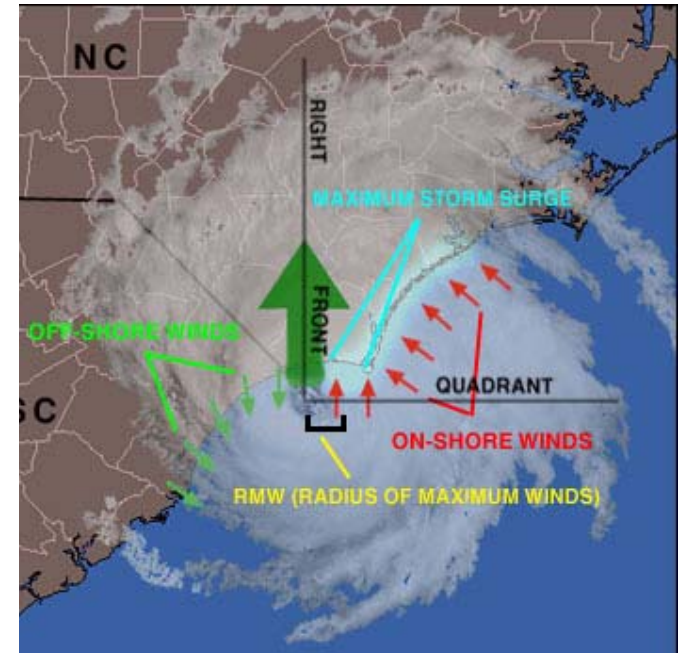 NC
RIGHT
MAXIMUM STORM SURGE
FRONT
OFF-SHORE WINDS
QUADRANT
SC
ON-SHORE WINDS
RMW (RADIUS OF MAXIMUM WINDS)